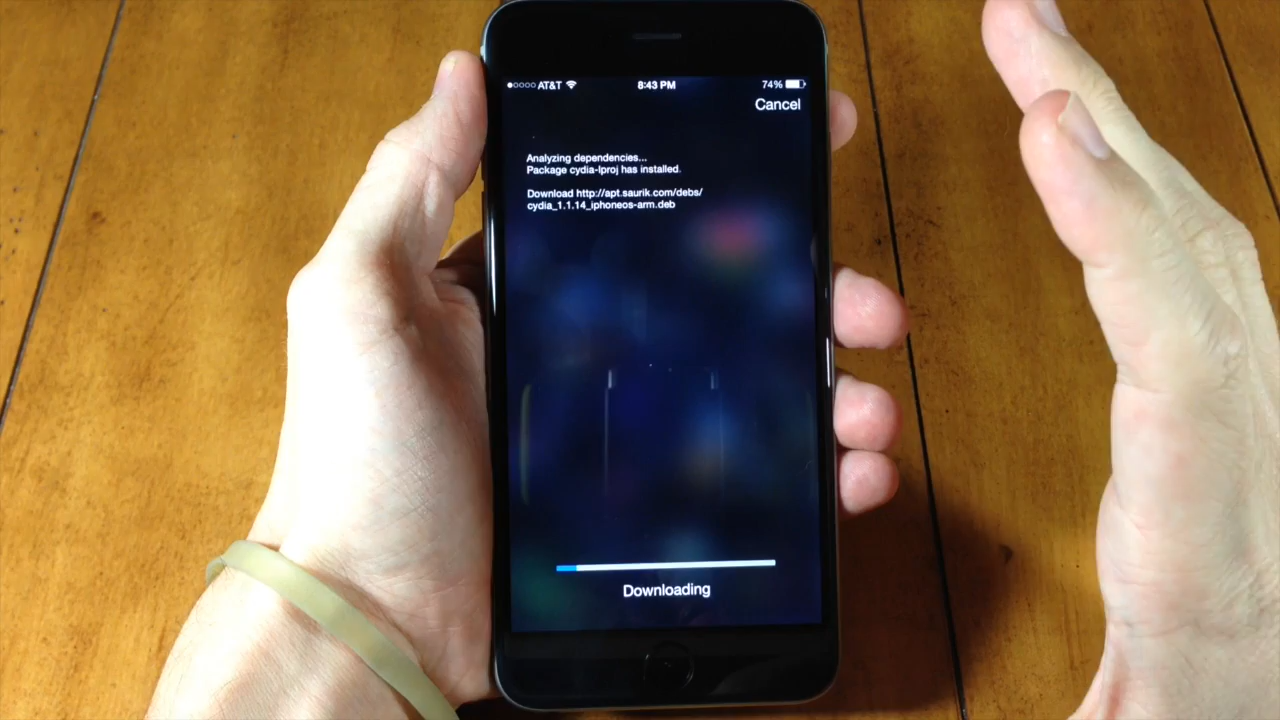 AT&T 8:43 PM 74%
Cancel
Analyzing dependencies...
Package cydia-lproj has installed.
Download http://apt.saurik.com/debs/
cydia_1.1.14_iphoneos-arm.deb
Downloading